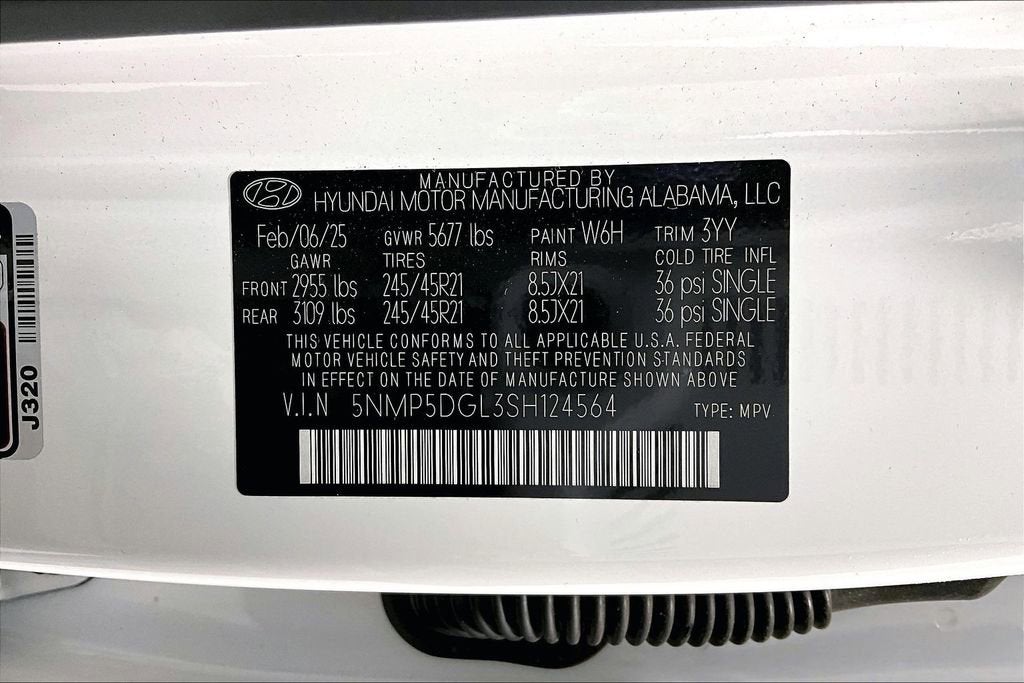 MANUFACTURED BY
HYUNDAI MOTOR MANUFACTURING ALABAMA, LLC
Feb/06/25 GVWR 5677 lbs PAINT W6H TRIM 3YY
GAWR TIRES RIMS COLD TIRE INFL
FRONT 2955 lbs 245/45R21 8.5JX21 36 psi SINGLE
REAR 3109 lbs 245/45R21 8.5JX21 36 psi SINGLE
THIS VEHICLE CONFORMS TO ALL APPLICABLE U.S.A. FEDERAL
MOTOR VEHICLE SAFETY AND THEFT PREVENTION STANDARDS
IN EFFECT ON THE DATE OF MANUFACTURE SHOWN ABOVE
V.I.N 5NMP5DGL3SH124564 TYPE: MPV
J320